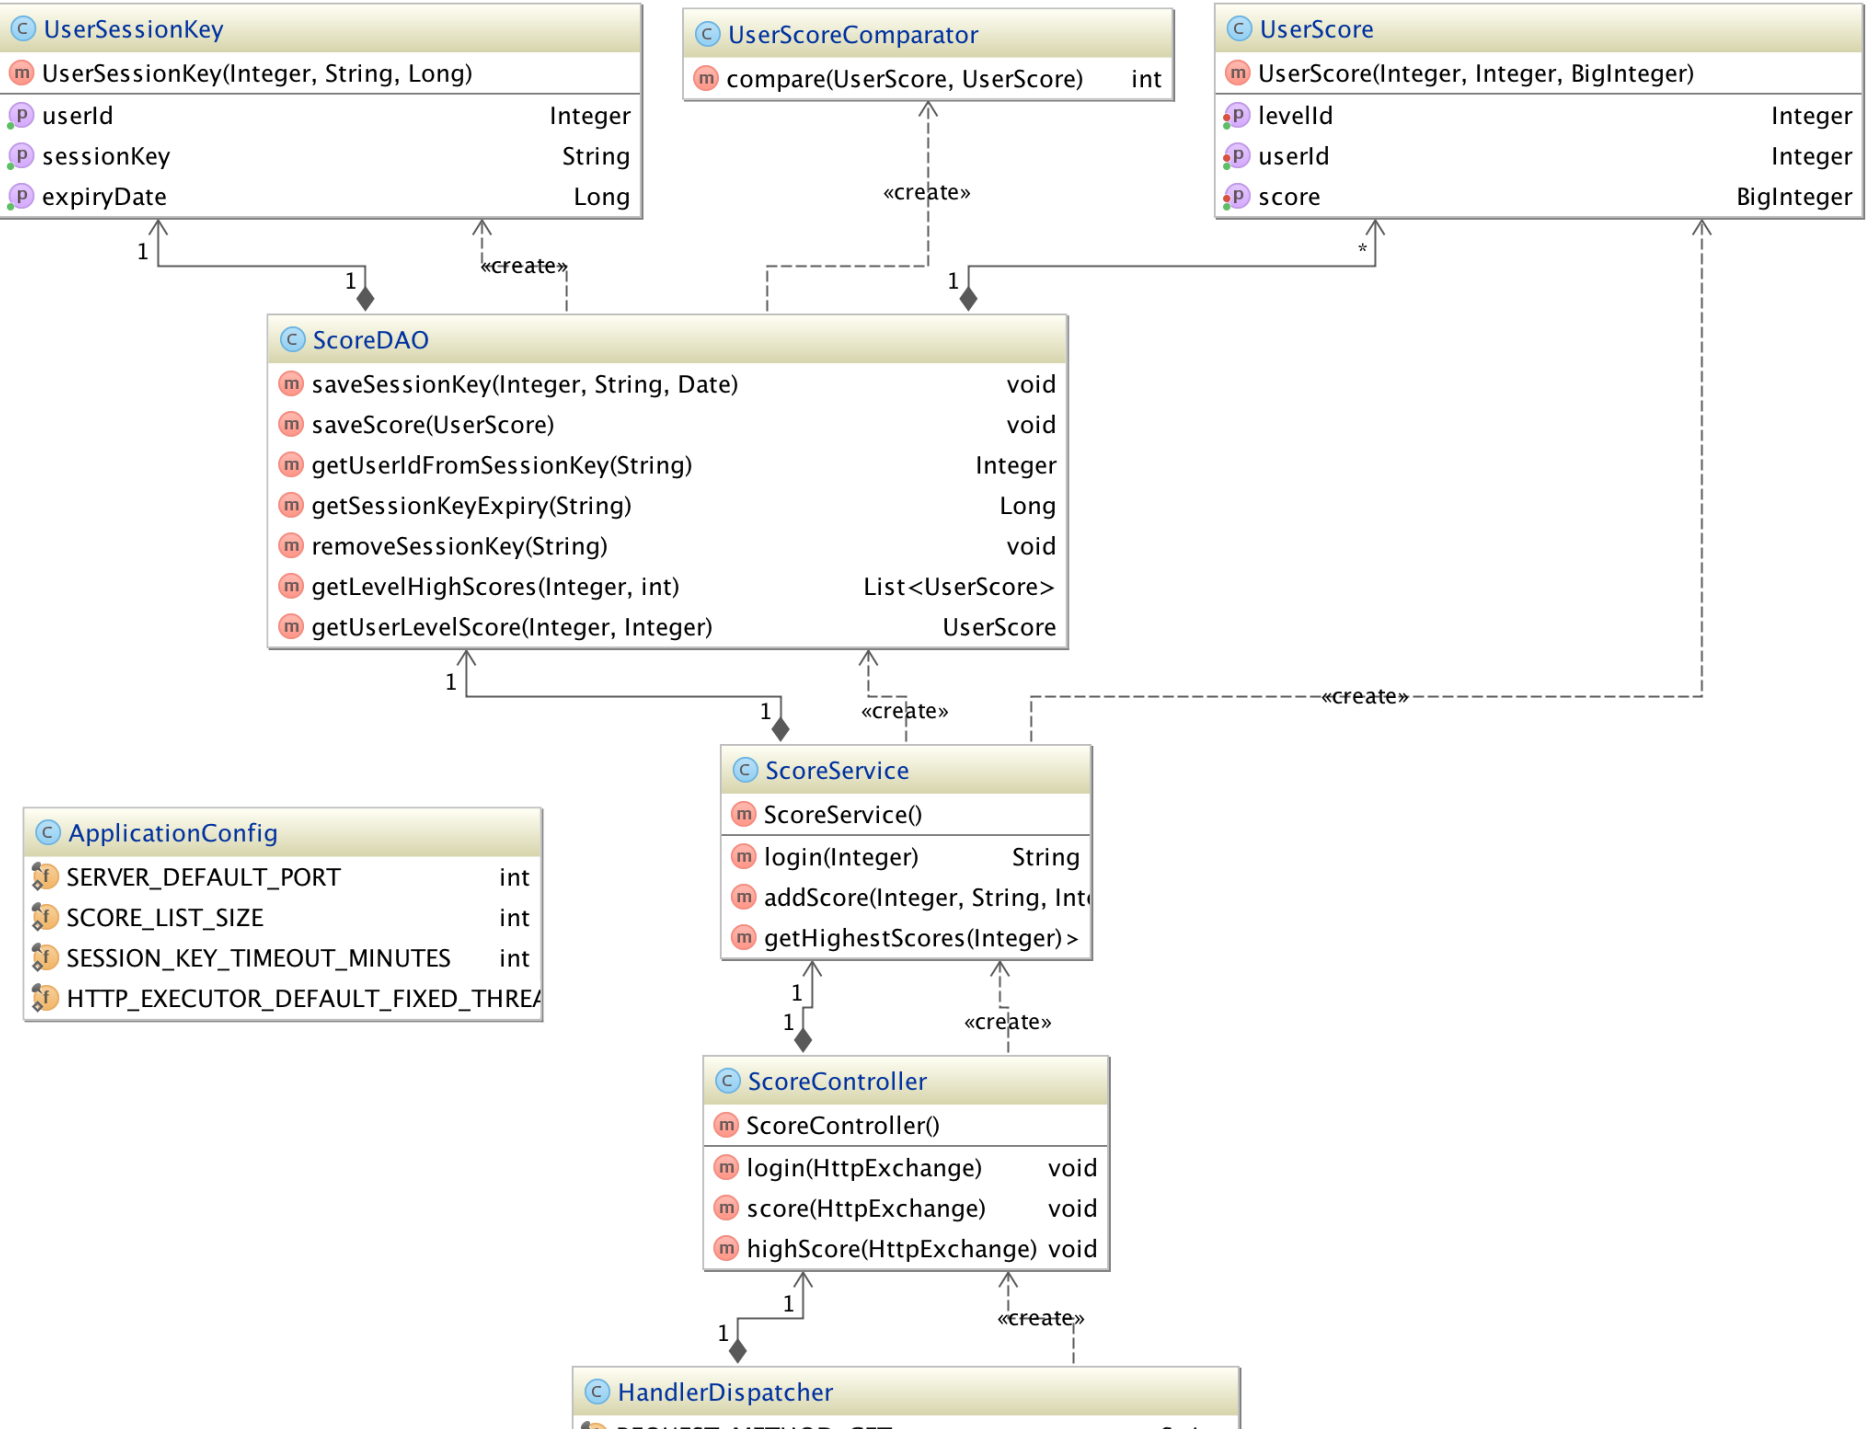 UserSessionKey
UserSessionKey(Integer, String, Long)
userId Integer
sessionKey String
expiryDate Long
UserScoreComparator
compare(UserScore, UserScore) int
UserScore
UserScore(Integer, Integer, BigInteger)
levelId Integer
userId Integer
score BigInteger
1
1
«create»
«create»
1
*
ScoreDAO
saveSessionKey(Integer, String, Date) void
saveScore(UserScore) void
getUserIdFromSessionKey(String) Integer
getSessionKeyExpiry(String) Long
removeSessionKey(String) void
getLevelHighScores(Integer, int) List<UserScore>
getUserLevelScore(Integer, Integer) UserScore
1
1
«create»
«create»
ScoreService
ScoreService()
login(Integer) String
addScore(Integer, String, Int
getHighestScores(Integer) >
ApplicationConfig
SERVER_DEFAULT_PORT int
SCORE_LIST_SIZE int
SESSION_KEY_TIMEOUT_MINUTES int
HTTP_EXECUTOR_DEFAULT_FIXED_THREA
1
1
«create»
ScoreController
ScoreController()
login(HttpExchange) void
score(HttpExchange) void
highScore(HttpExchange) void
1
1
«create»
HandlerDispatcher